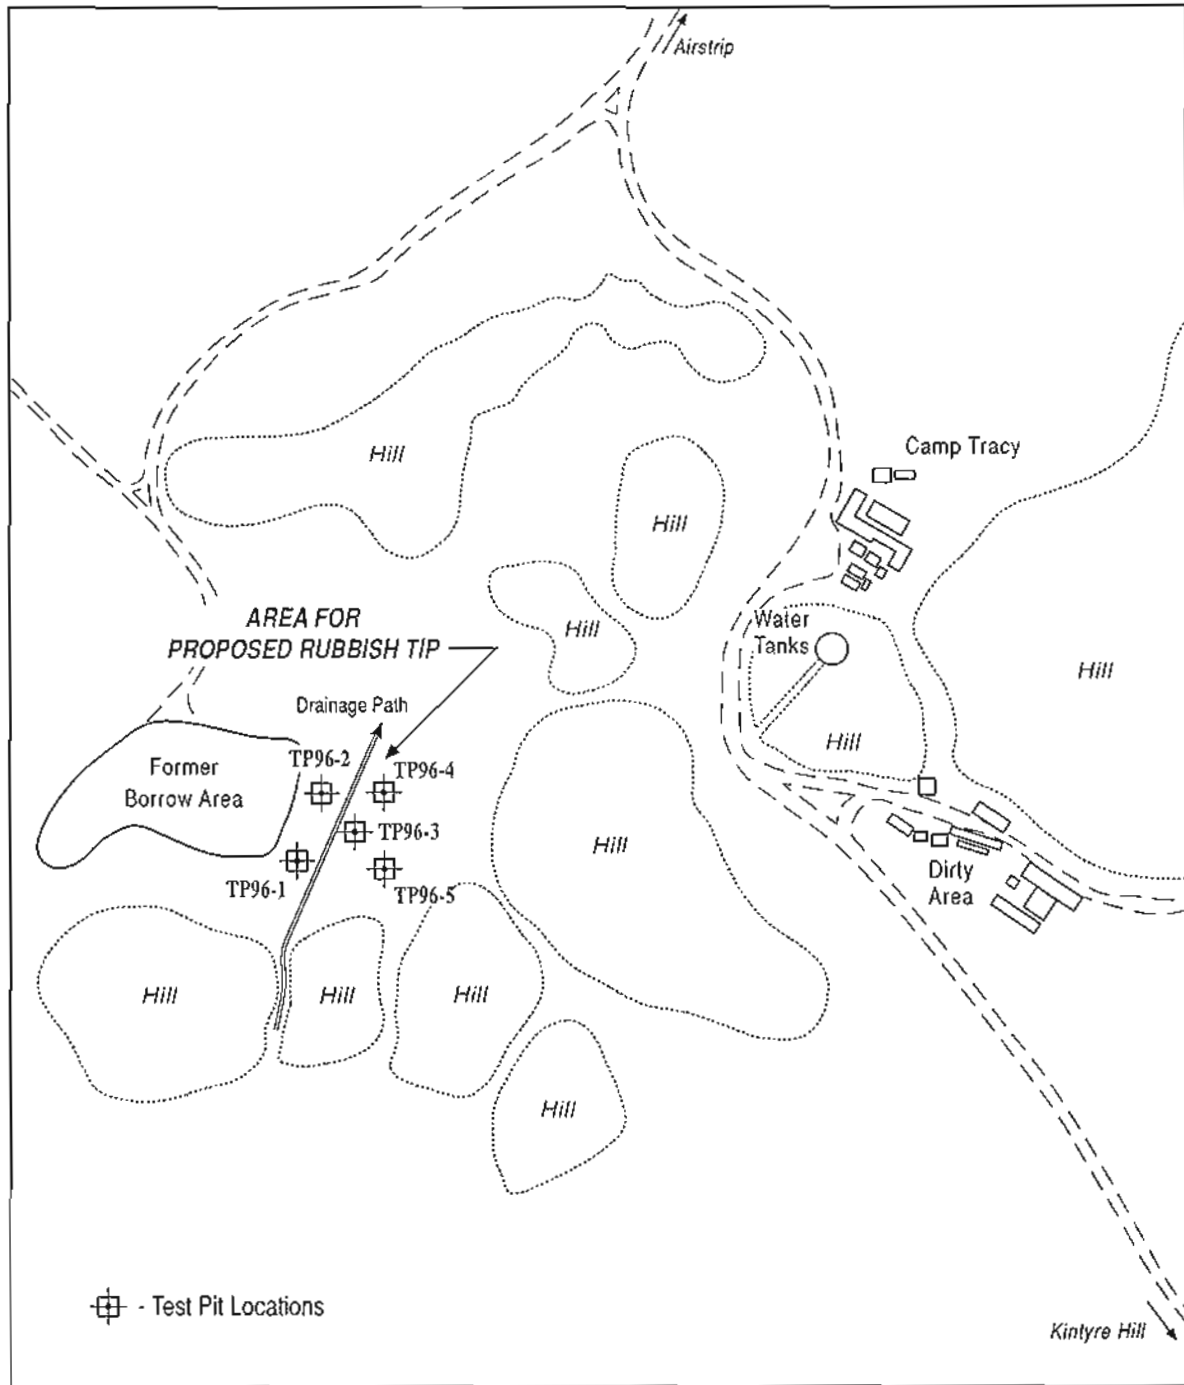 Airstrip
Hill
Camp Tracy
Hill
AREA FOR
PROPOSED RUBBISH TIP
Hill
Water
Tanks
Hill
Drainage Path
Hill
TP96-2
Former
Borrow Area
TP96-4
TP96-3
Hill
TP96-1
TP96-5
Dirty
Area
Hill
Hill
Hill
Hill
- Test Pit Locations
Kintyre Hill